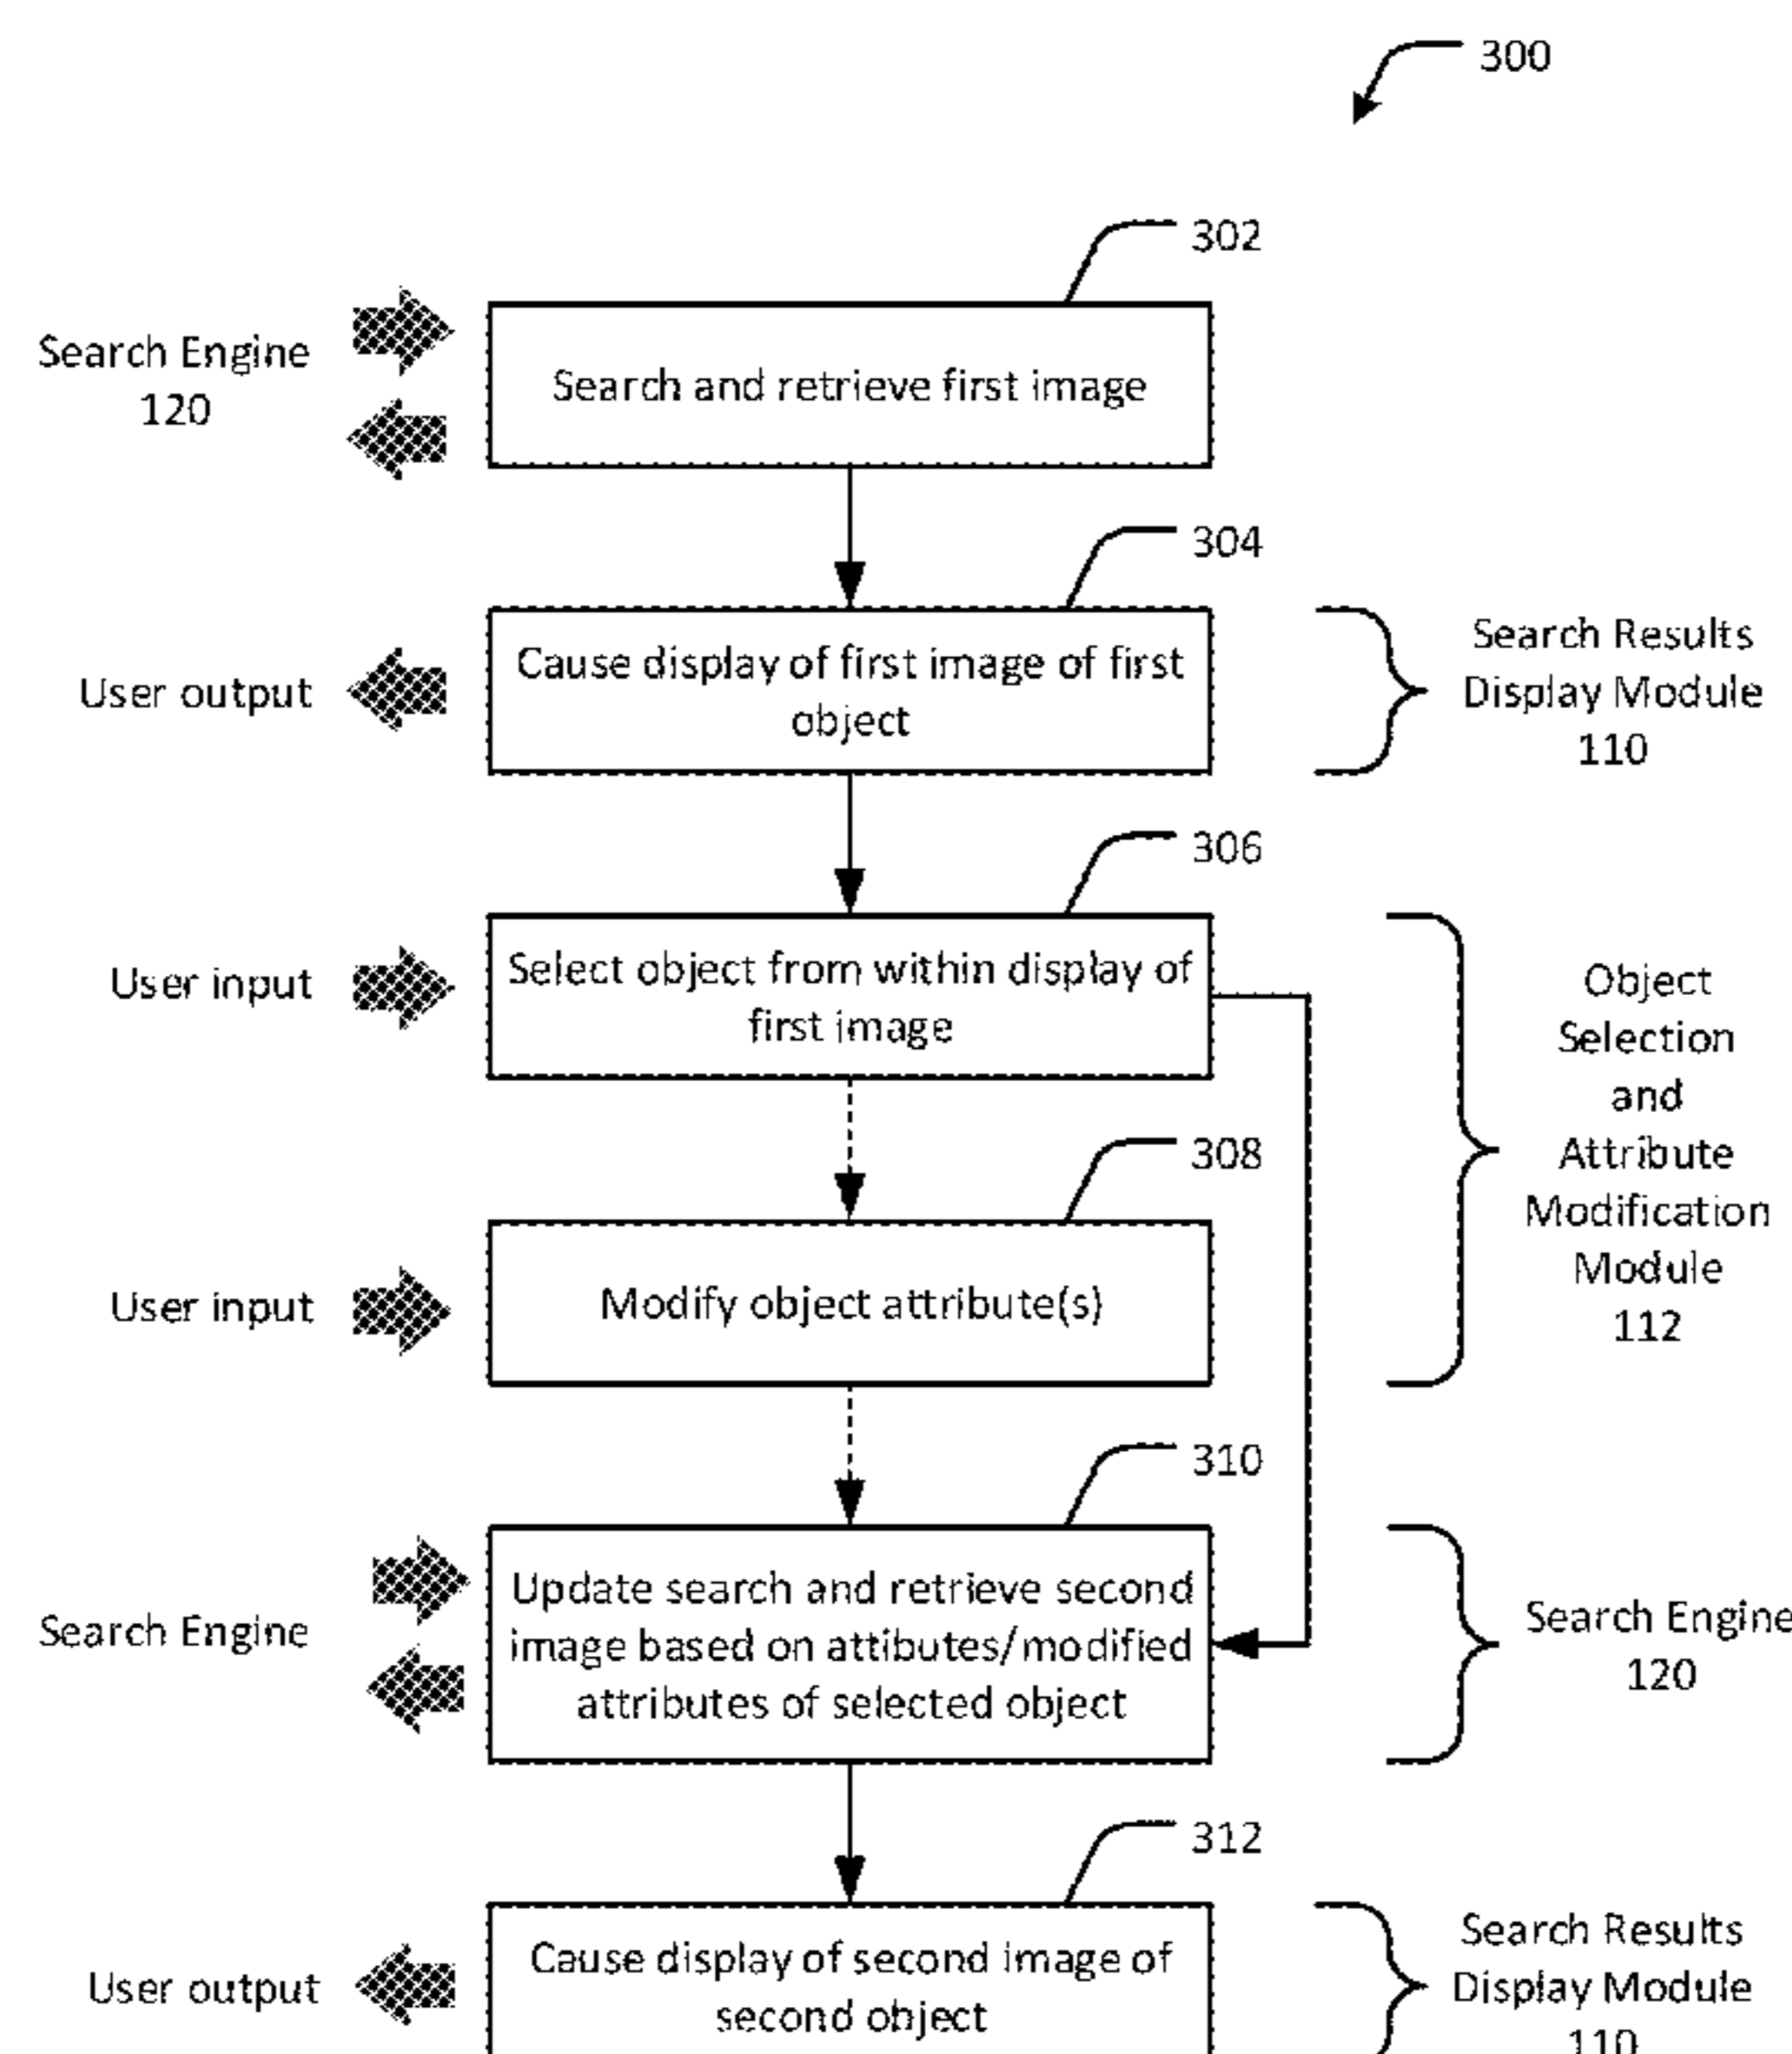 300
302
Search Engine
120
Search and retrieve first image
304
User output
Cause display of first image of first
object
Search Results
Display Module
110
306
User input
Select object from within display of
first image
Object
Selection
and
Attribute
Modification
Module
112
308
User input
Modify object attribute(s)
310
Search Engine
Update search and retrieve second
image based on attibutes/modified
attributes of selected object
Search Engine
120
312
User output
Cause display of second image of
second object
Search Results
Display Module
110